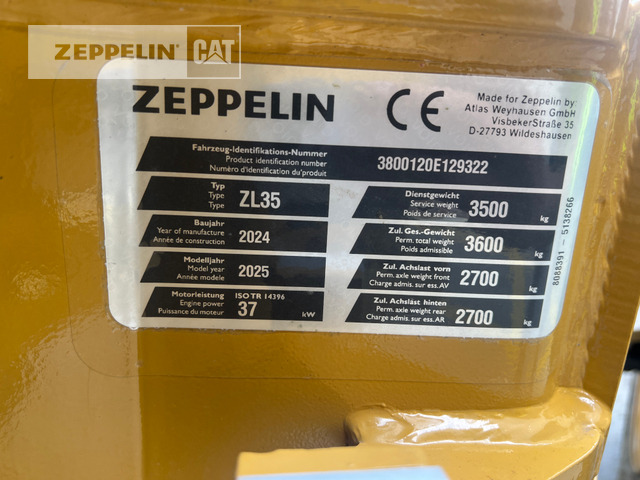 ZEPPELIN CAT
ZEPPELIN CE Made for Zeppelin by:
Atlas Weyhausen GmbH
Visbeker Straße 35
D-27793 Wildeshausen
Fahrzeug-Identifikations-Nummer
Product identification number 3800120E129322
Numéro d'identification du'produit
Typ
Type ZL35
Type
Baujahr
Year of manufacture 2024
Année de construction
Modelljahr
Model year 2025
Année modele
Motorleistung ISO TR 14396
Engine power 37 kW
Puissance du moteur
Dienstgewicht
Service weight 3500 kg
Poids de service
Zul. Ges.-Gewicht
Perm. total weight 3600 kg
Poids admissible
Zul. Achslast vorn
Perm. axle weight front 2700 kg
Charge admis. sur ess. AV
Zul. Achslast hinten
Perm. axle weight rear 2700 kg
Charge admis. sur ess. AR
8088391 - 5138266